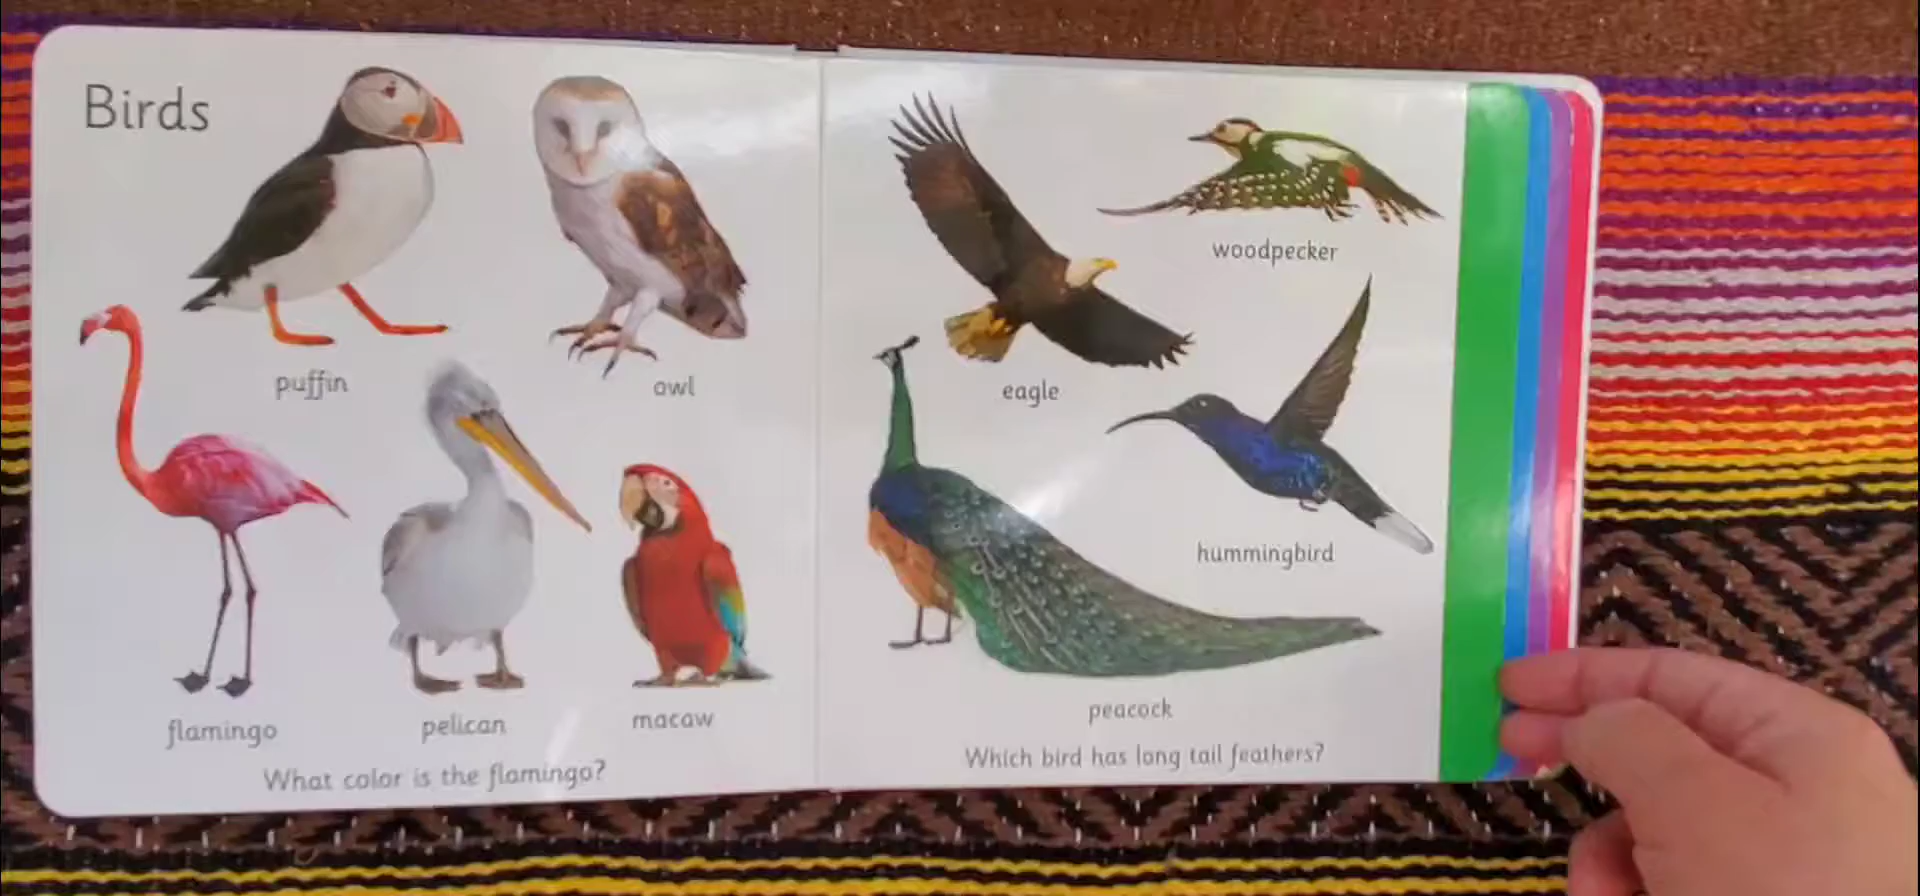 Birds
puffin
owl
flamingo
pelican
macaw
What color is the flamingo?
eagle
woodpecker
hummingbird
peacock
Which bird has long tail feathers?